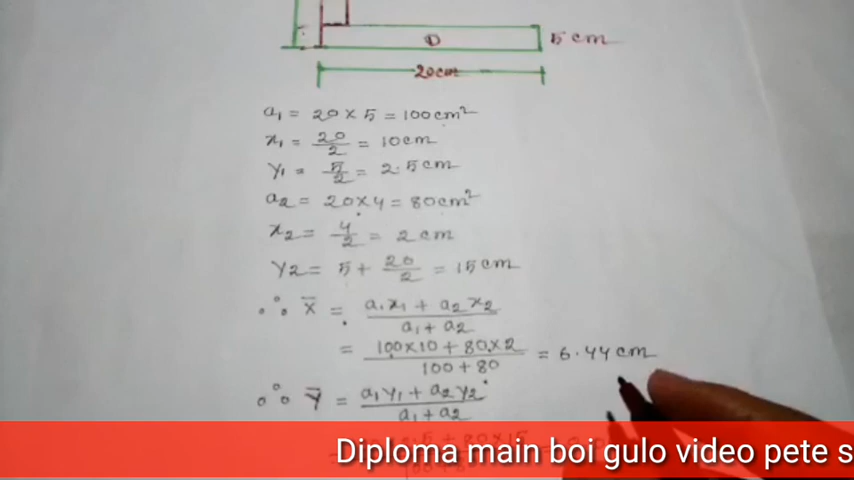 ① 5 cm
20cm
a₁ = 20 × 5 = 100cm²
x₁ = 20/2 = 10cm
y₁ = 5/2 = 2.5cm
a₂ = 20×4 = 80cm²
x₂ = 4/2 = 2cm
y₂ = 5 + 20/2 = 15cm
∴ x̄ = a₁x₁ + a₂x₂ / a₁ + a₂
= 100×10 + 80×2 / 100 + 80 = 6.44cm
∴ ȳ = a₁y₁ + a₂y₂ / a₁ + a₂
Diploma main boi gulo video pete s